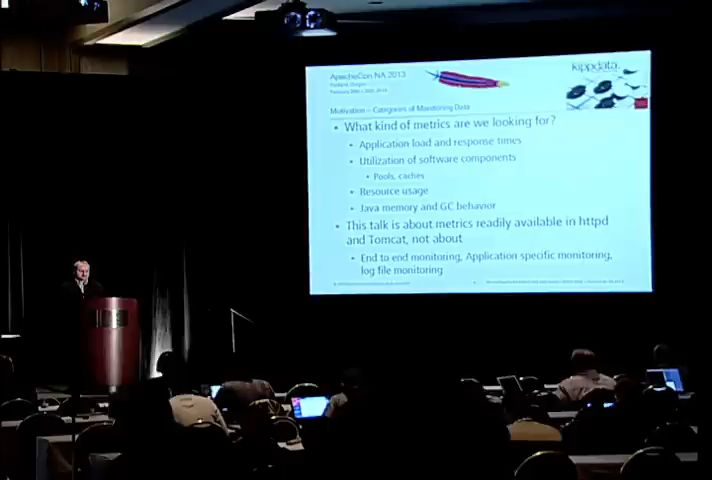 ApacheCon NA 2013
Portland, Oregon
kippdata
Motivation – Categories of Monitoring Data
• What kind of metrics are we looking for?
• Application load and response times
• Utilization of software components
• Pools, caches
• Resource usage
• Java memory and GC behavior
• This talk is about metrics readily available in httpd
and Tomcat, not about
• End to end monitoring, Application specific monitoring,
log file monitoring